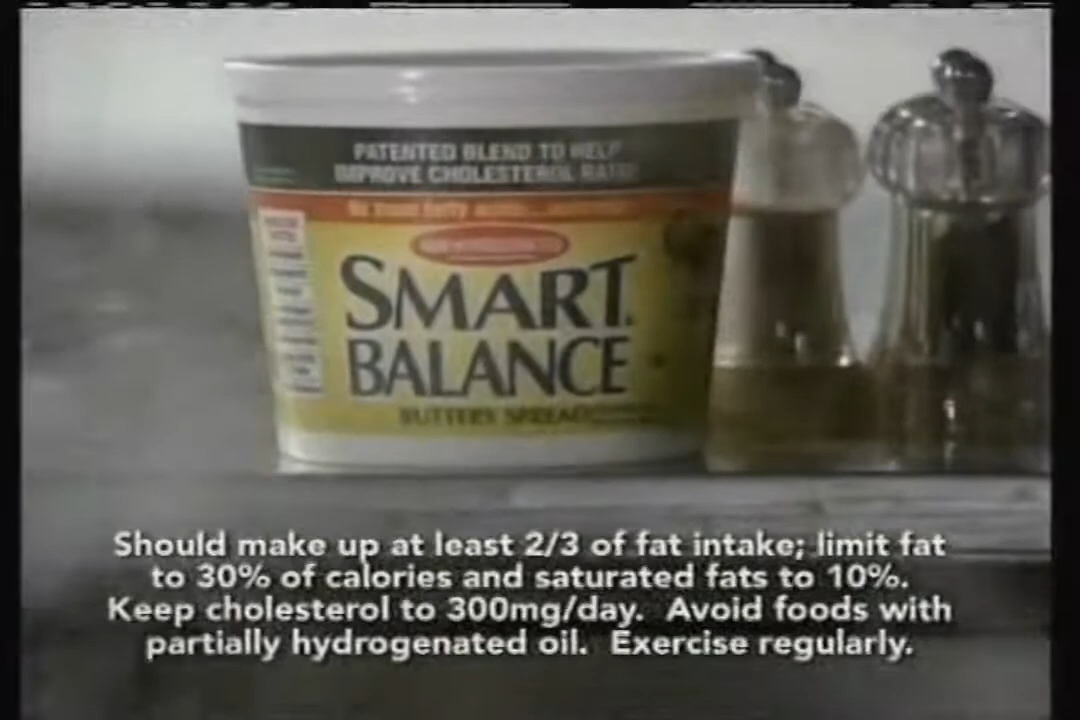 PATENTED BLEND TO HELP
IMPROVE CHOLESTEROL RATIO
SMART
BALANCE
BUTTERY SPREAD
Should make up at least 2/3 of fat intake; limit fat
to 30% of calories and saturated fats to 10%.
Keep cholesterol to 300mg/day.  Avoid foods with
partially hydrogenated oil.  Exercise regularly.